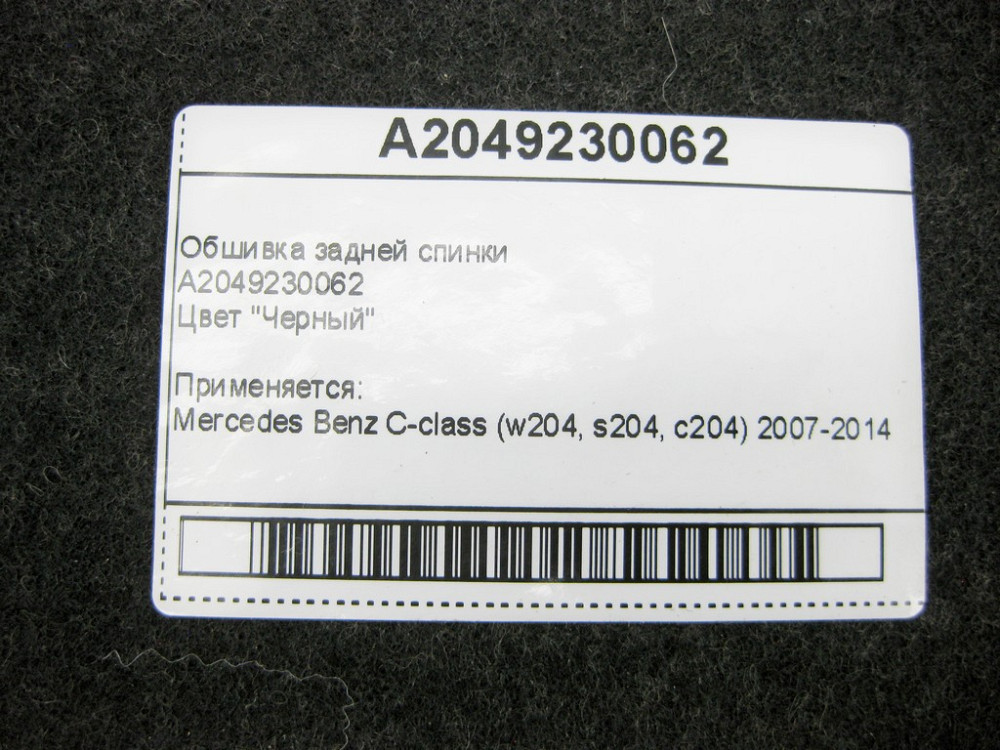 A2049230062
Обшивка задней спинки
A2049230062
Цвет "Черный"
Применяется:
Mercedes Benz C-class (w204, s204, c204) 2007-2014